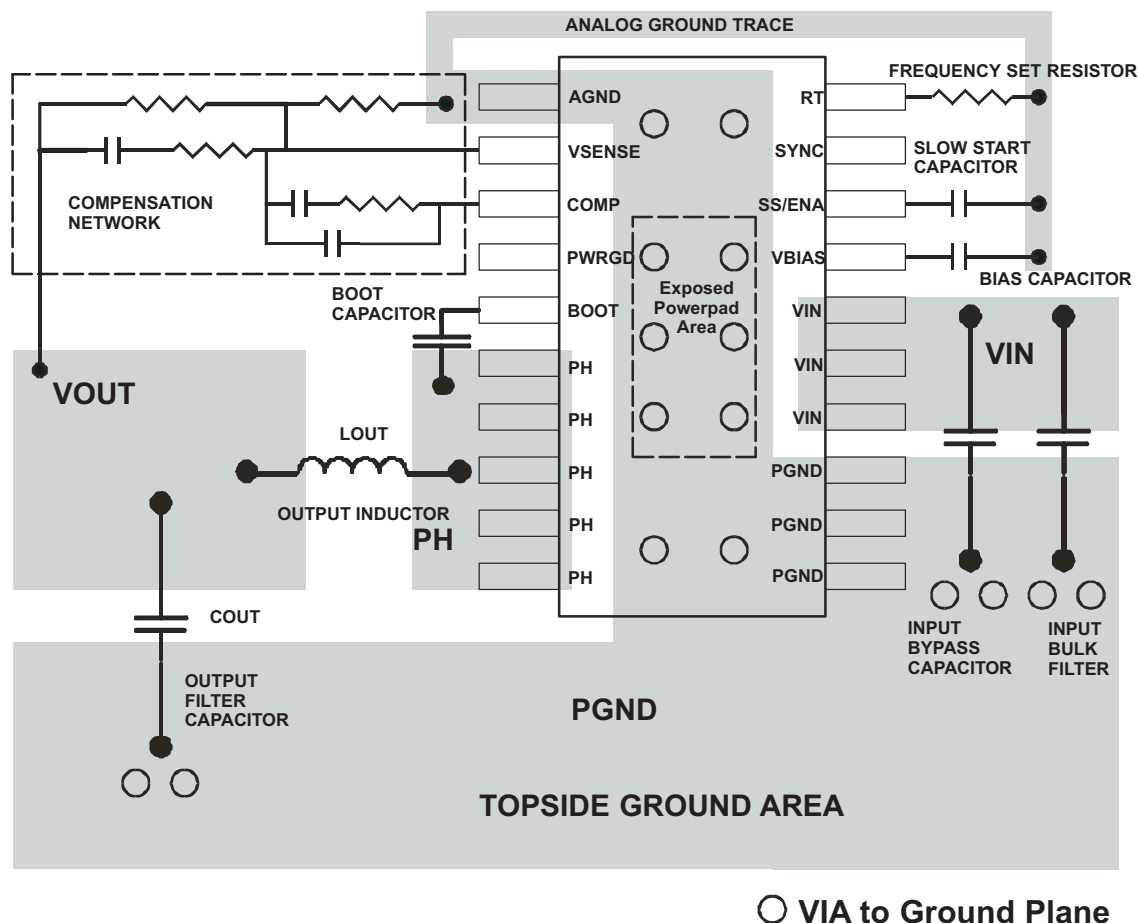 ANALOG GROUND TRACE
FREQUENCY SET RESISTOR
AGND
RT
VSENSE
SYNC
SLOW START
CAPACITOR
COMPENSATION
NETWORK
COMP
SS/ENA
PWRGD
VBIAS
BIAS CAPACITOR
Exposed
Powerpad
Area
BOOT
CAPACITOR
BOOT
VIN
VIN
PH
VIN
VOUT
PH
VIN
LOUT
PH
PGND
OUTPUT INDUCTOR
PH
PH
PGND
PH
PGND
COUT
INPUT
BYPASS
CAPACITOR
INPUT
BULK
FILTER
OUTPUT
FILTER
CAPACITOR
PGND
TOPSIDE GROUND AREA
VIA to Ground Plane